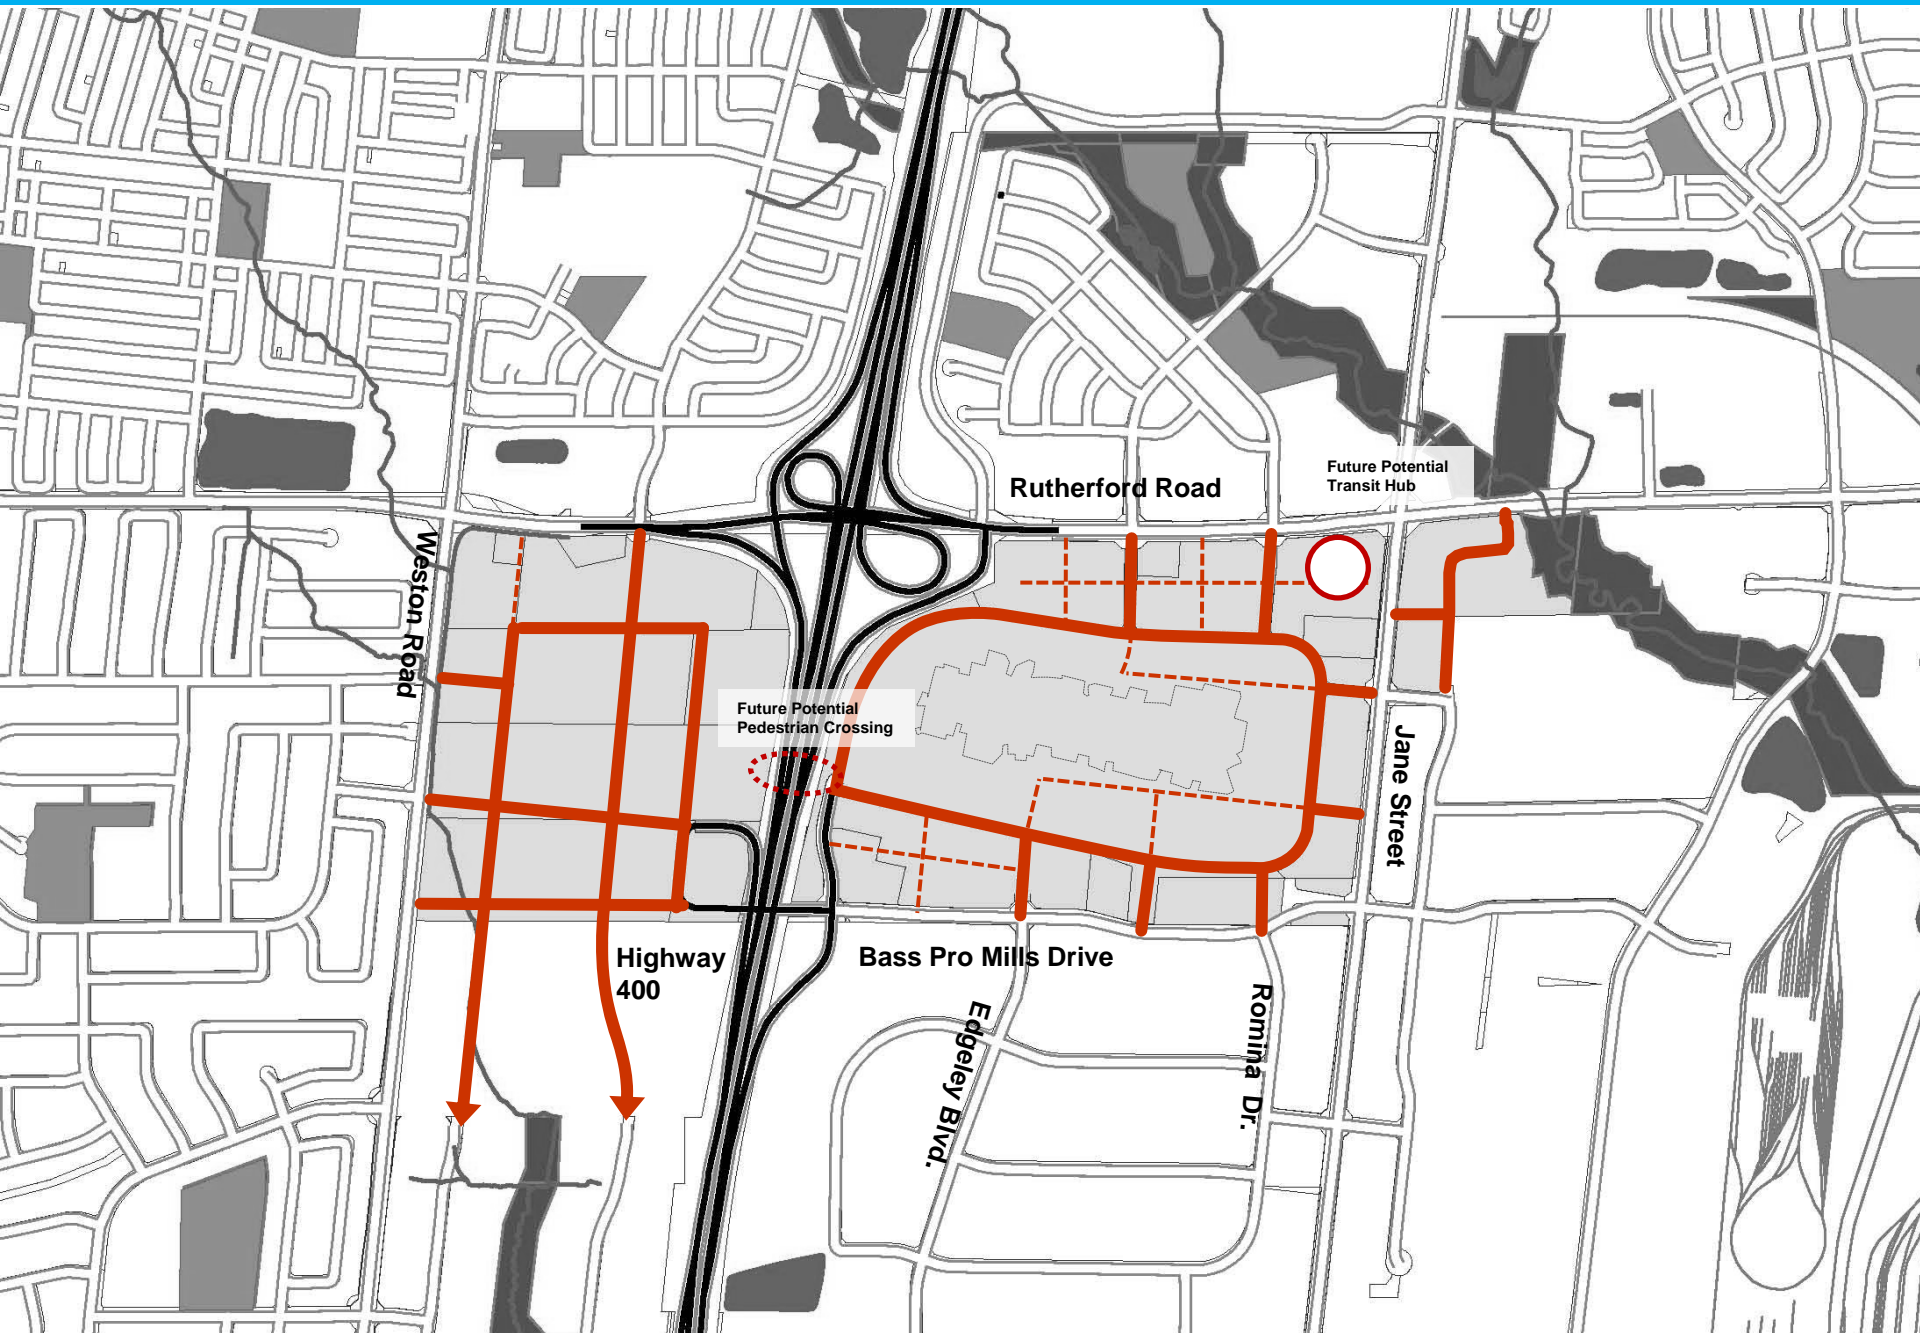 Rutherford Road
Future Potential
Transit Hub
Weston Road
Future Potential
Pedestrian Crossing
Jane Street
Highway
400
Bass Pro Mills Drive
Edgeley Blvd.
Romina Dr.